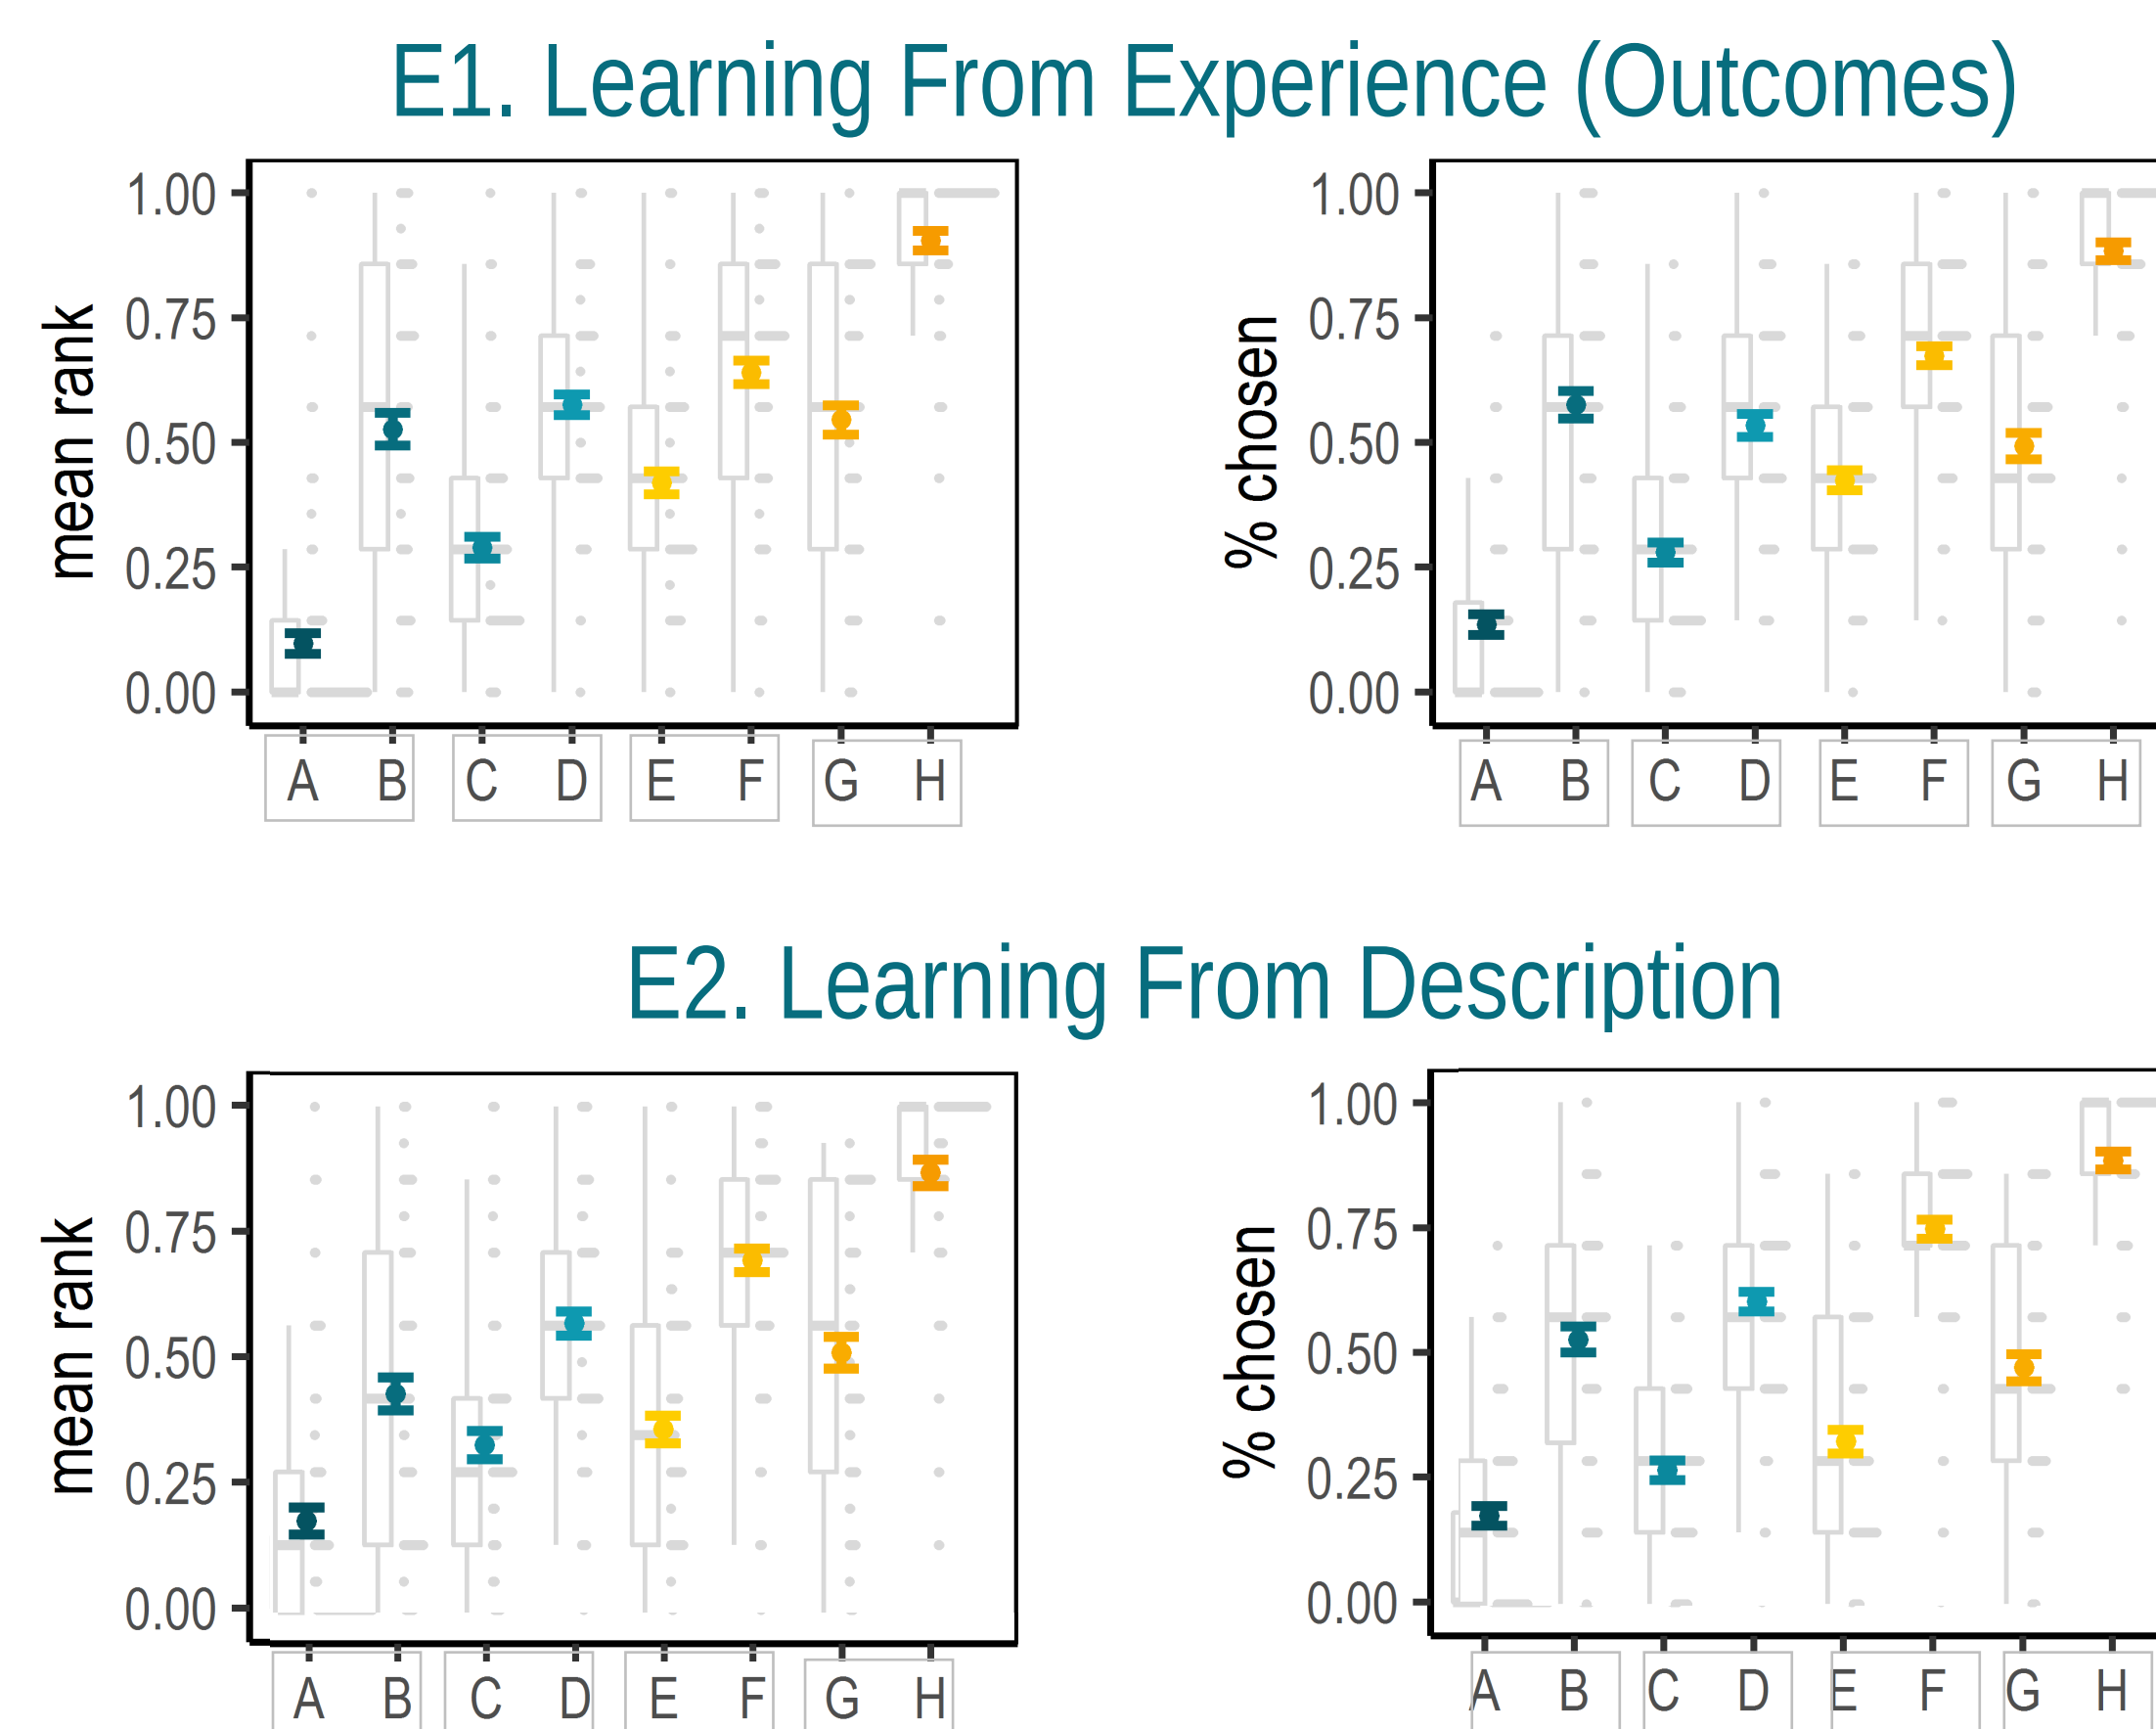 E1. Learning From Experience (Outcomes)
mean rank
1.00
0.75
0.50
0.25
0.00
A B C D E F G H
% chosen
1.00
0.75
0.50
0.25
0.00
A B C D E F G H
E2. Learning From Description
mean rank
1.00
0.75
0.50
0.25
0.00
A B C D E F G H
% chosen
1.00
0.75
0.50
0.25
0.00
A B C D E F G H